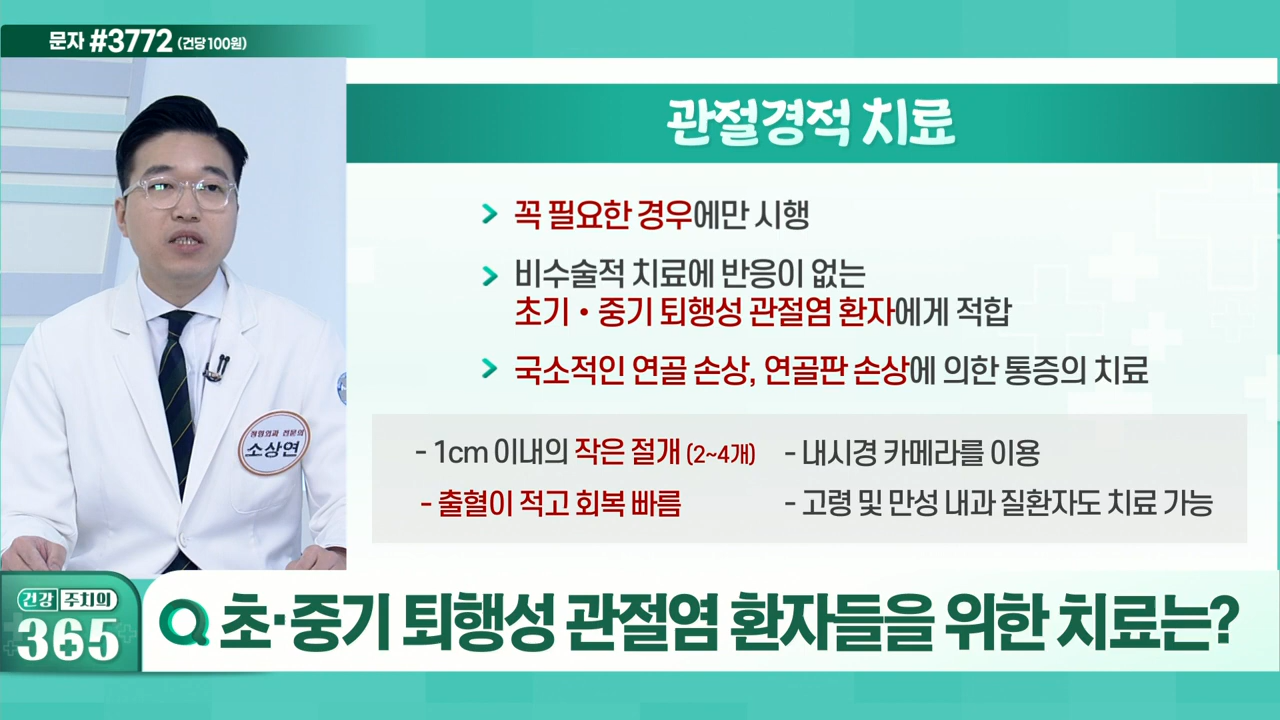 문자 #3772 (건당 100원)
관절경적 치료
꼭 필요한 경우에만 시행
비수술적 치료에 반응이 없는
초기・중기 퇴행성 관절염 환자에게 적합
국소적인 연골 손상, 연골판 손상에 의한 통증의 치료
- 1cm 이내의 작은 절개 (2~4개)
- 내시경 카메라를 이용
- 출혈이 적고 회복 빠름
- 고령 및 만성 내과 질환자도 치료 가능
정형외과 전문의
소상연
건강 주치의
365
Q 초·중기 퇴행성 관절염 환자들을 위한 치료는?